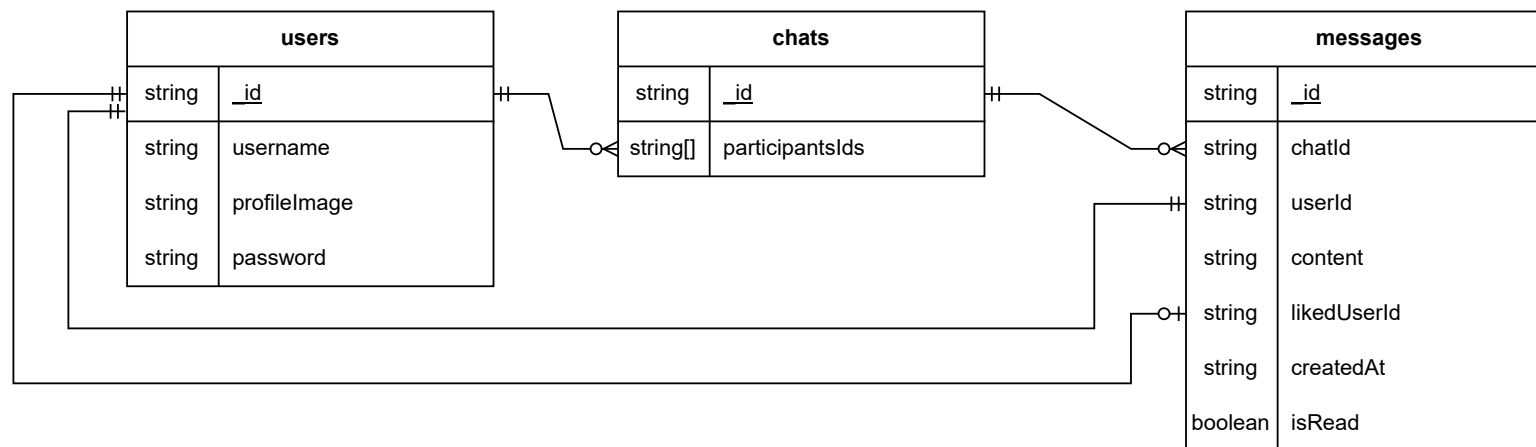 users
string _id
string username
string profileImage
string password
chats
string _id
string[] participantsIds
messages
string _id
string chatId
string userId
string content
string likedUserId
string createdAt
boolean isRead